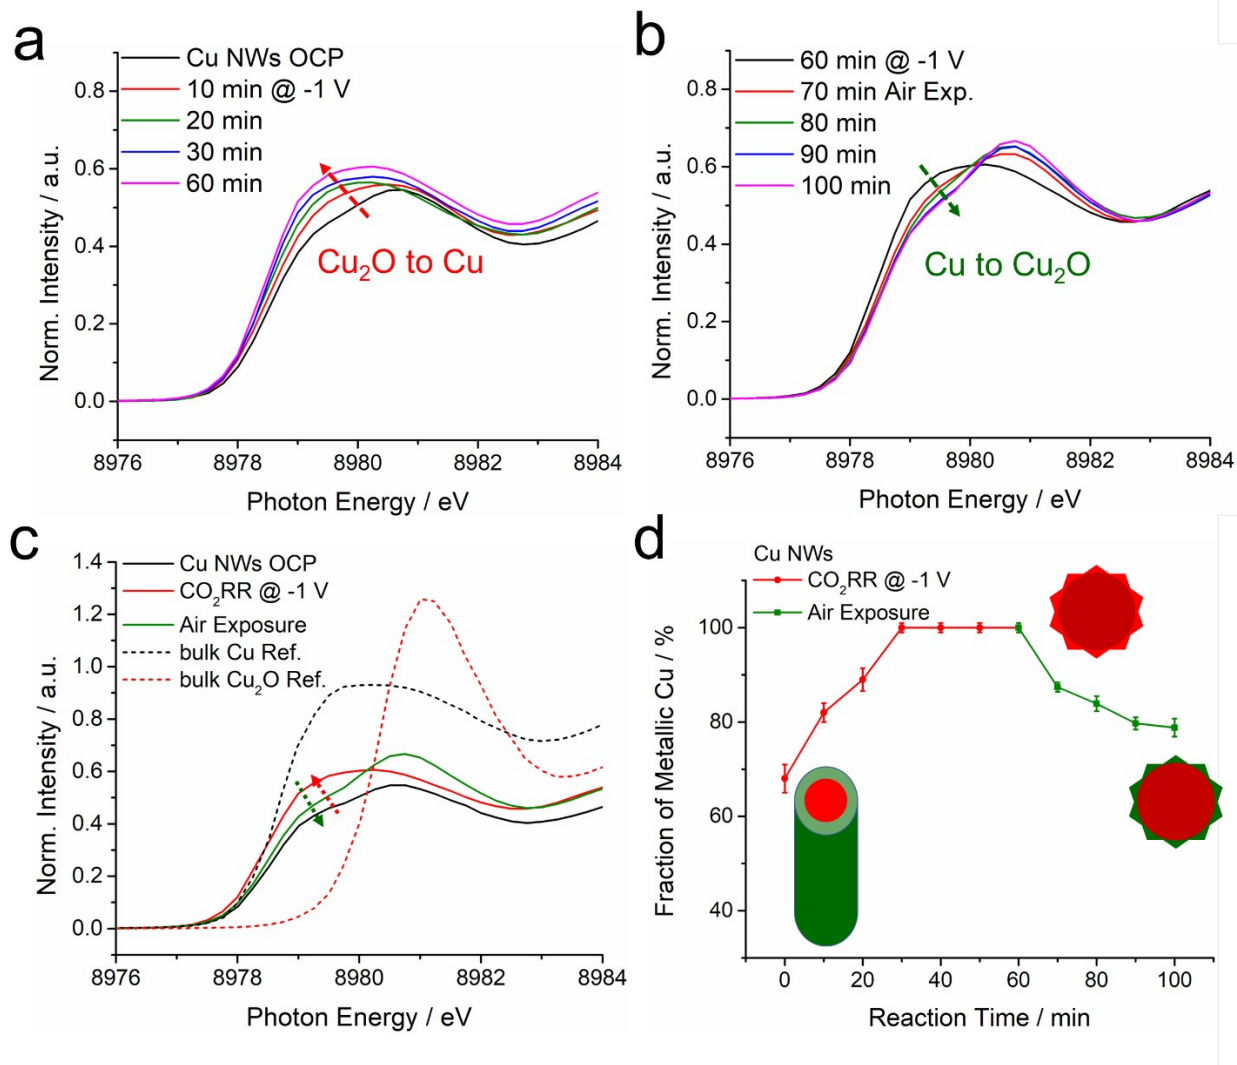 a
Cu NWs OCP
10 min @ -1 V
20 min
30 min
60 min
Cu₂O to Cu
0.8
0.6
0.4
0.2
0.0
8976
8978
8980
8982
8984
Norm. Intensity / a.u.
Photon Energy / eV
b
60 min @ -1 V
70 min Air Exp.
80 min
90 min
100 min
Cu to Cu₂O
0.8
0.6
0.4
0.2
0.0
8976
8978
8980
8982
8984
Norm. Intensity / a.u.
Photon Energy / eV
c
Cu NWs OCP
CO₂RR @ -1 V
Air Exposure
bulk Cu Ref.
bulk Cu₂O Ref.
1.4
1.2
1.0
0.8
0.6
0.4
0.2
0.0
8976
8978
8980
8982
8984
Norm. Intensity / a.u.
Photon Energy / eV
d
Cu NWs
CO₂RR @ -1 V
Air Exposure
100
80
60
40
0
20
40
60
80
100
Fraction of Metallic Cu / %
Reaction Time / min